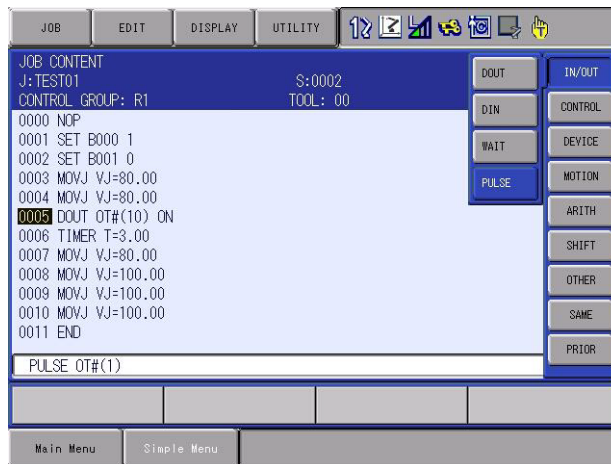 JOB EDIT DISPLAY UTILITY
JOB CONTENT
J:TEST01 S:0002
CONTROL GROUP: R1 TOOL: 00
0000 NOP
0001 SET B000 1
0002 SET B001 0
0003 MOVJ VJ=80.00
0004 MOVJ VJ=80.00
0005 DOUT OT#(10) ON
0006 TIMER T=3.00
0007 MOVJ VJ=80.00
0008 MOVJ VJ=100.00
0009 MOVJ VJ=100.00
0010 MOVJ VJ=100.00
0011 END
PULSE OT#(1)
DOUT
DIN
WAIT
PULSE
IN/OUT
CONTROL
DEVICE
MOTION
ARITH
SHIFT
OTHER
SAME
PRIOR
Main Menu Simple Menu